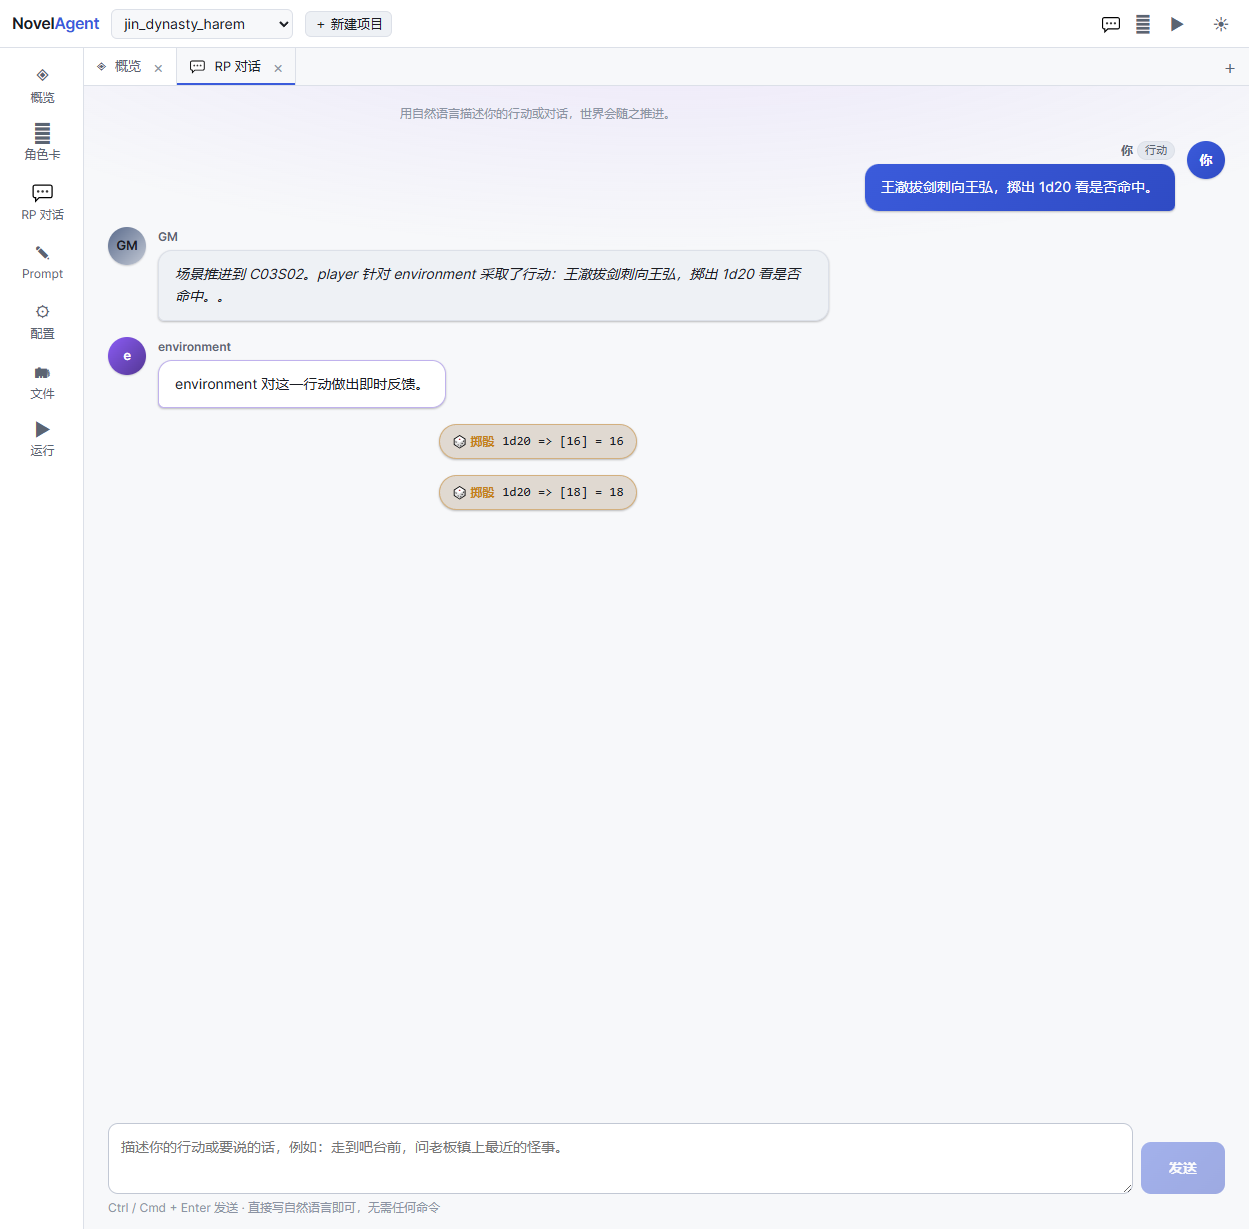 NovelAgent
jin_dynasty_harem
+ 新建项目
概览
角色卡
RP 对话
Prompt
配置
文件
运行
概览 ×
RP 对话 ×
+
用自然语言描述你的行动或对话，世界会随之推进。
你 行动
你
王澈拔剑刺向王弘，掷出 1d20 看是否命中。
GM
GM
场景推进到 C03S02。player 针对 environment 采取了行动：王澈拔剑刺向王弘，掷出 1d20 看是否
命中。。
e
environment
environment 对这一行动做出即时反馈。
掷骰 1d20 => [16] = 16
掷骰 1d20 => [18] = 18
描述你的行动或要说的话，例如：走到吧台前，问老板镇上最近的怪事。
发送
Ctrl / Cmd + Enter 发送 · 直接写自然语言即可，无需任何命令